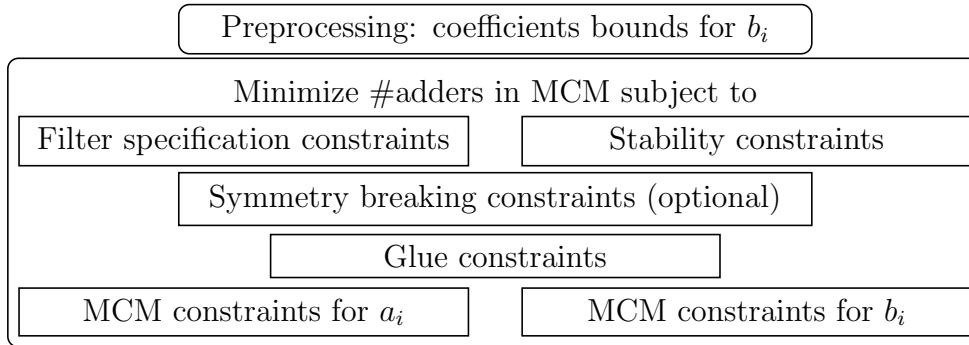 Preprocessing: coefficients bounds for $b_i$
Minimize #adders in MCM subject to
Filter specification constraints
Stability constraints
Symmetry breaking constraints (optional)
Glue constraints
MCM constraints for $a_i$
MCM constraints for $b_i$